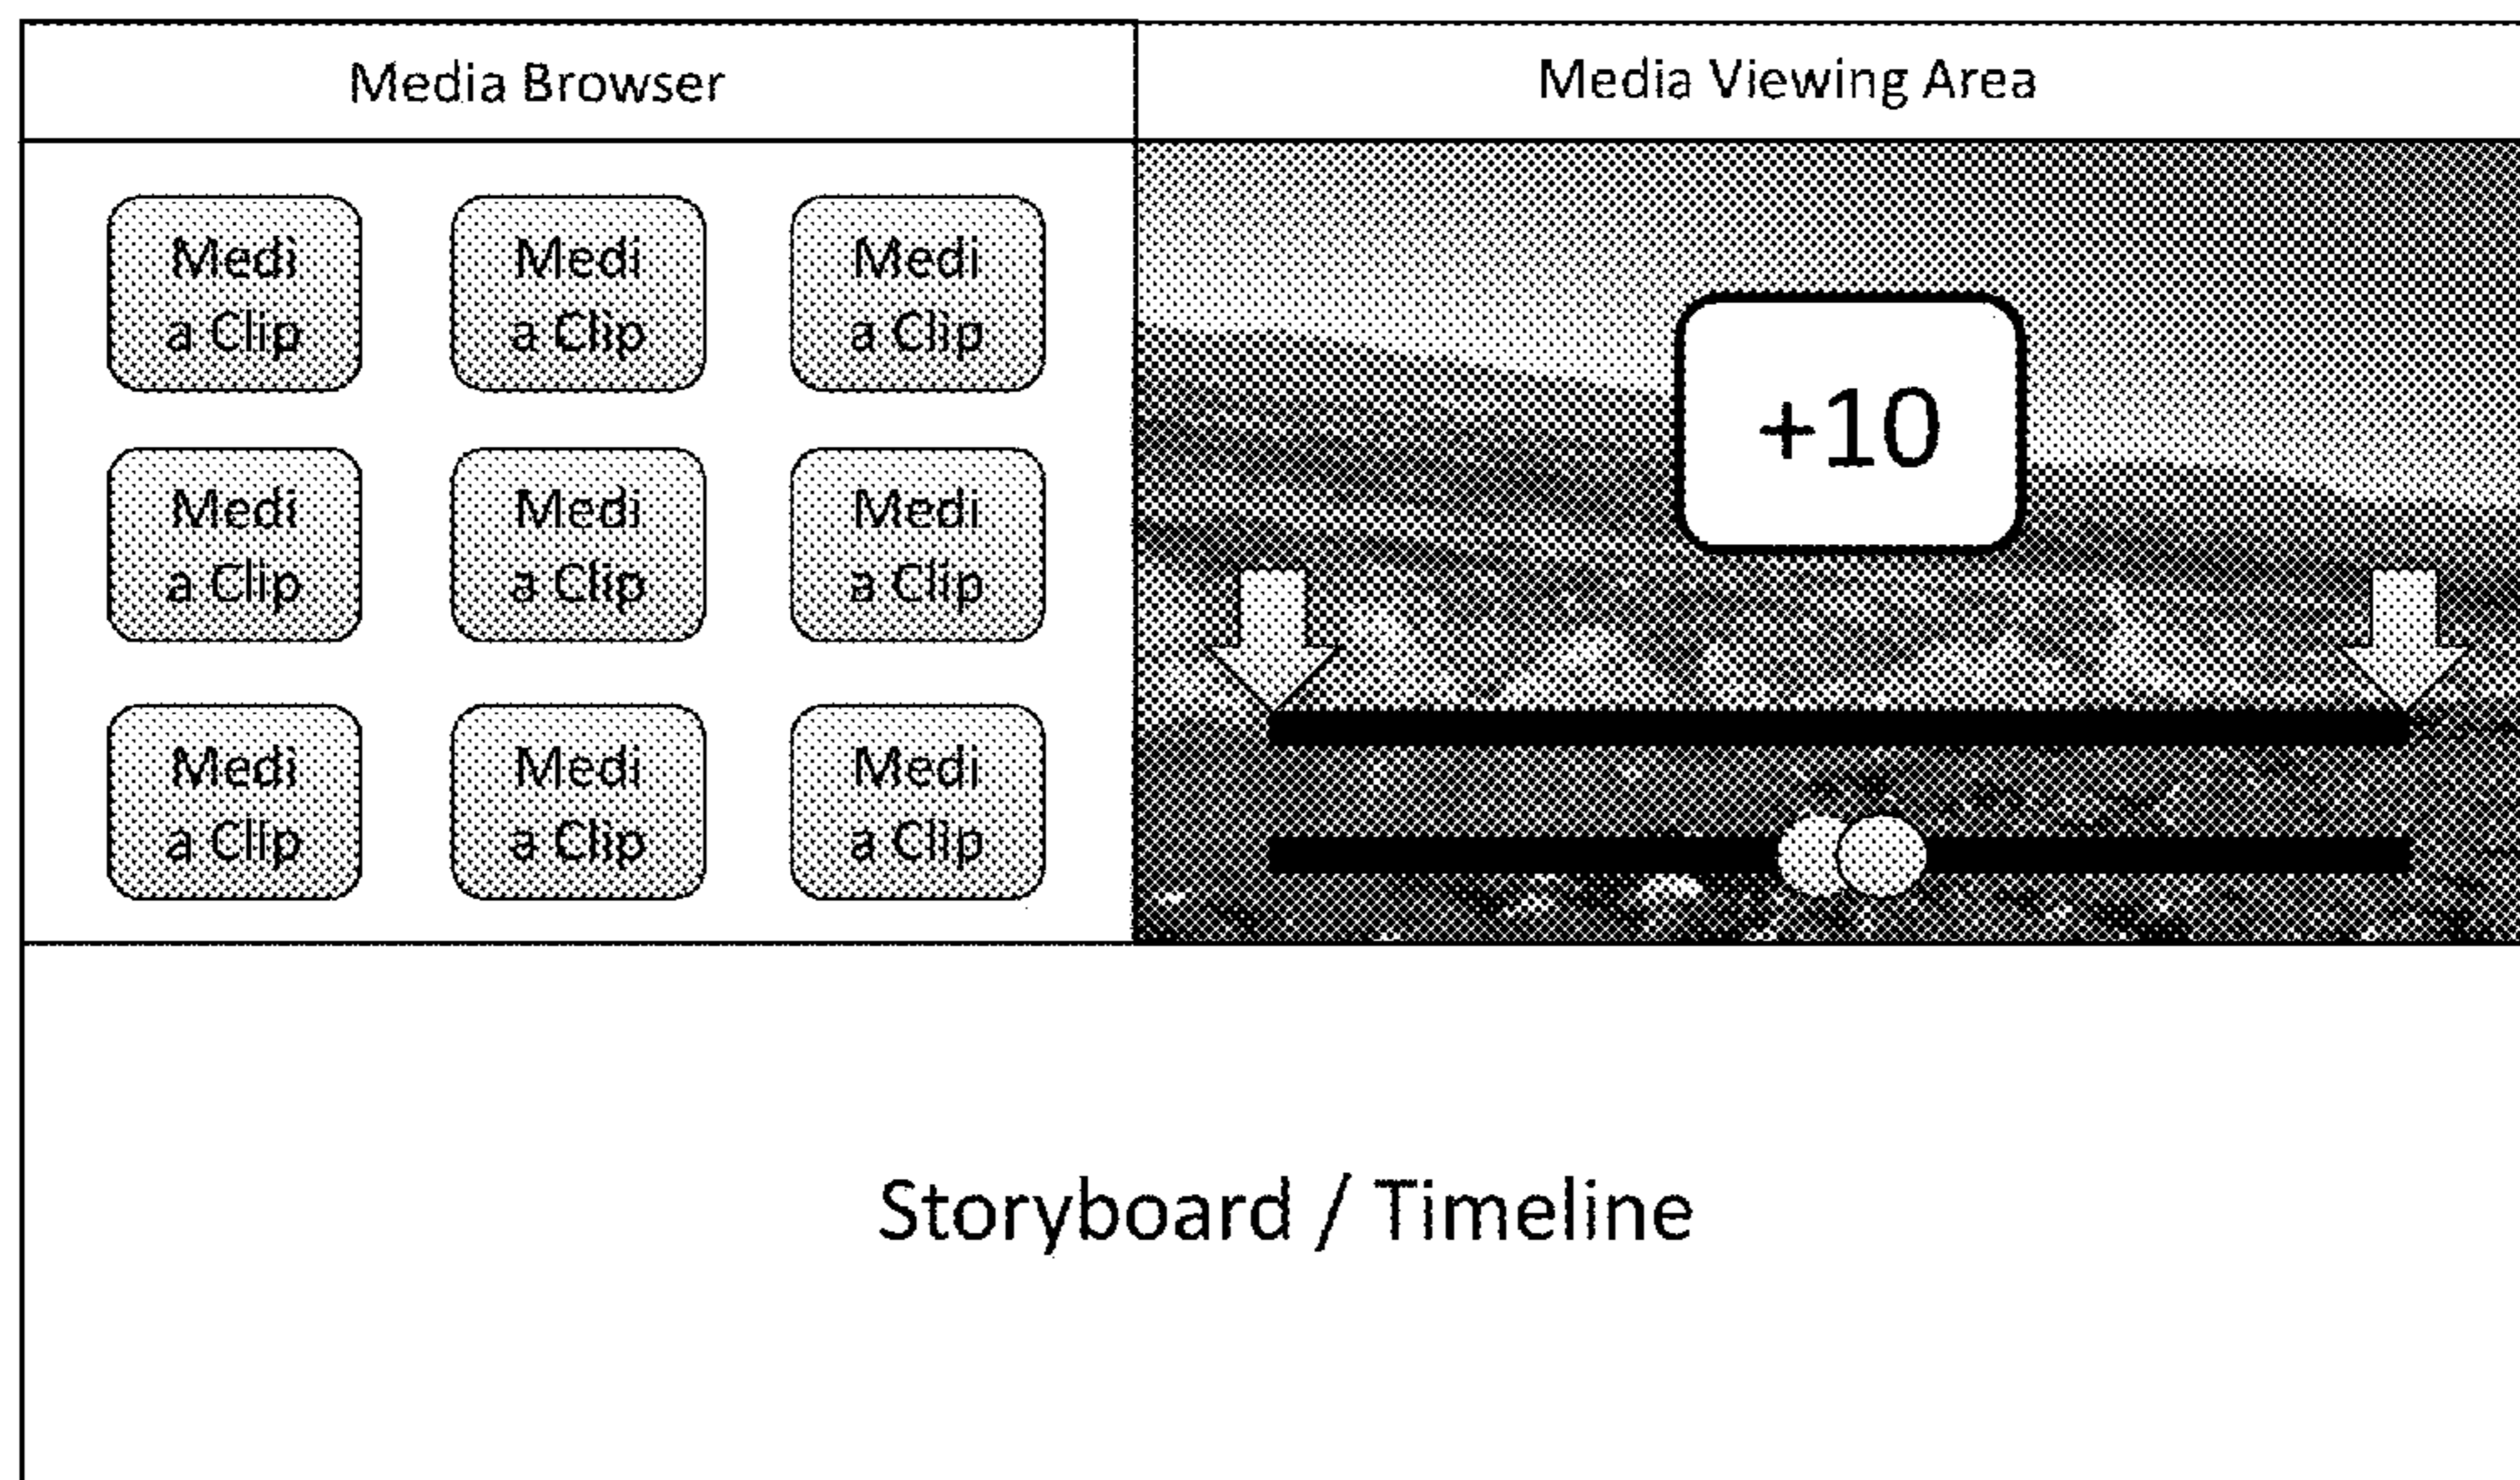 Media Browser
Media Viewing Area
Medi
a Clip
Medi
a Clip
Medi
a Clip
+10
Medi
a Clip
Medi
a Clip
Medi
a Clip
Medi
a Clip
Medi
a Clip
Medi
a Clip
Storyboard / Timeline